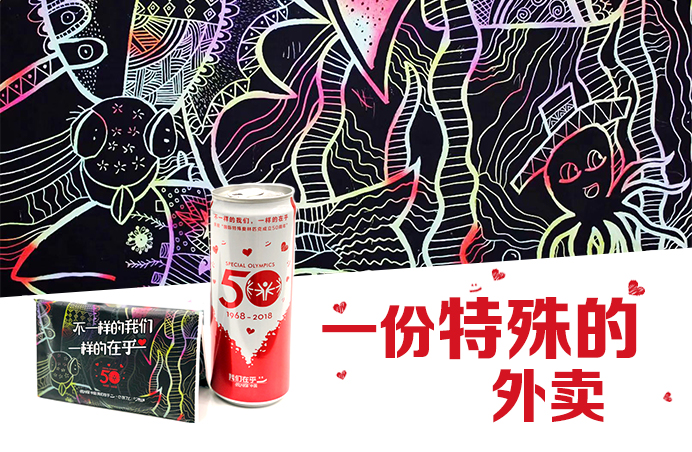 不一样的我们，一样的在乎
SPECIAL OLYMPICS
50
1968-2018
我们在乎
不一样的我们
一样的在乎
50
一份特殊的
外卖